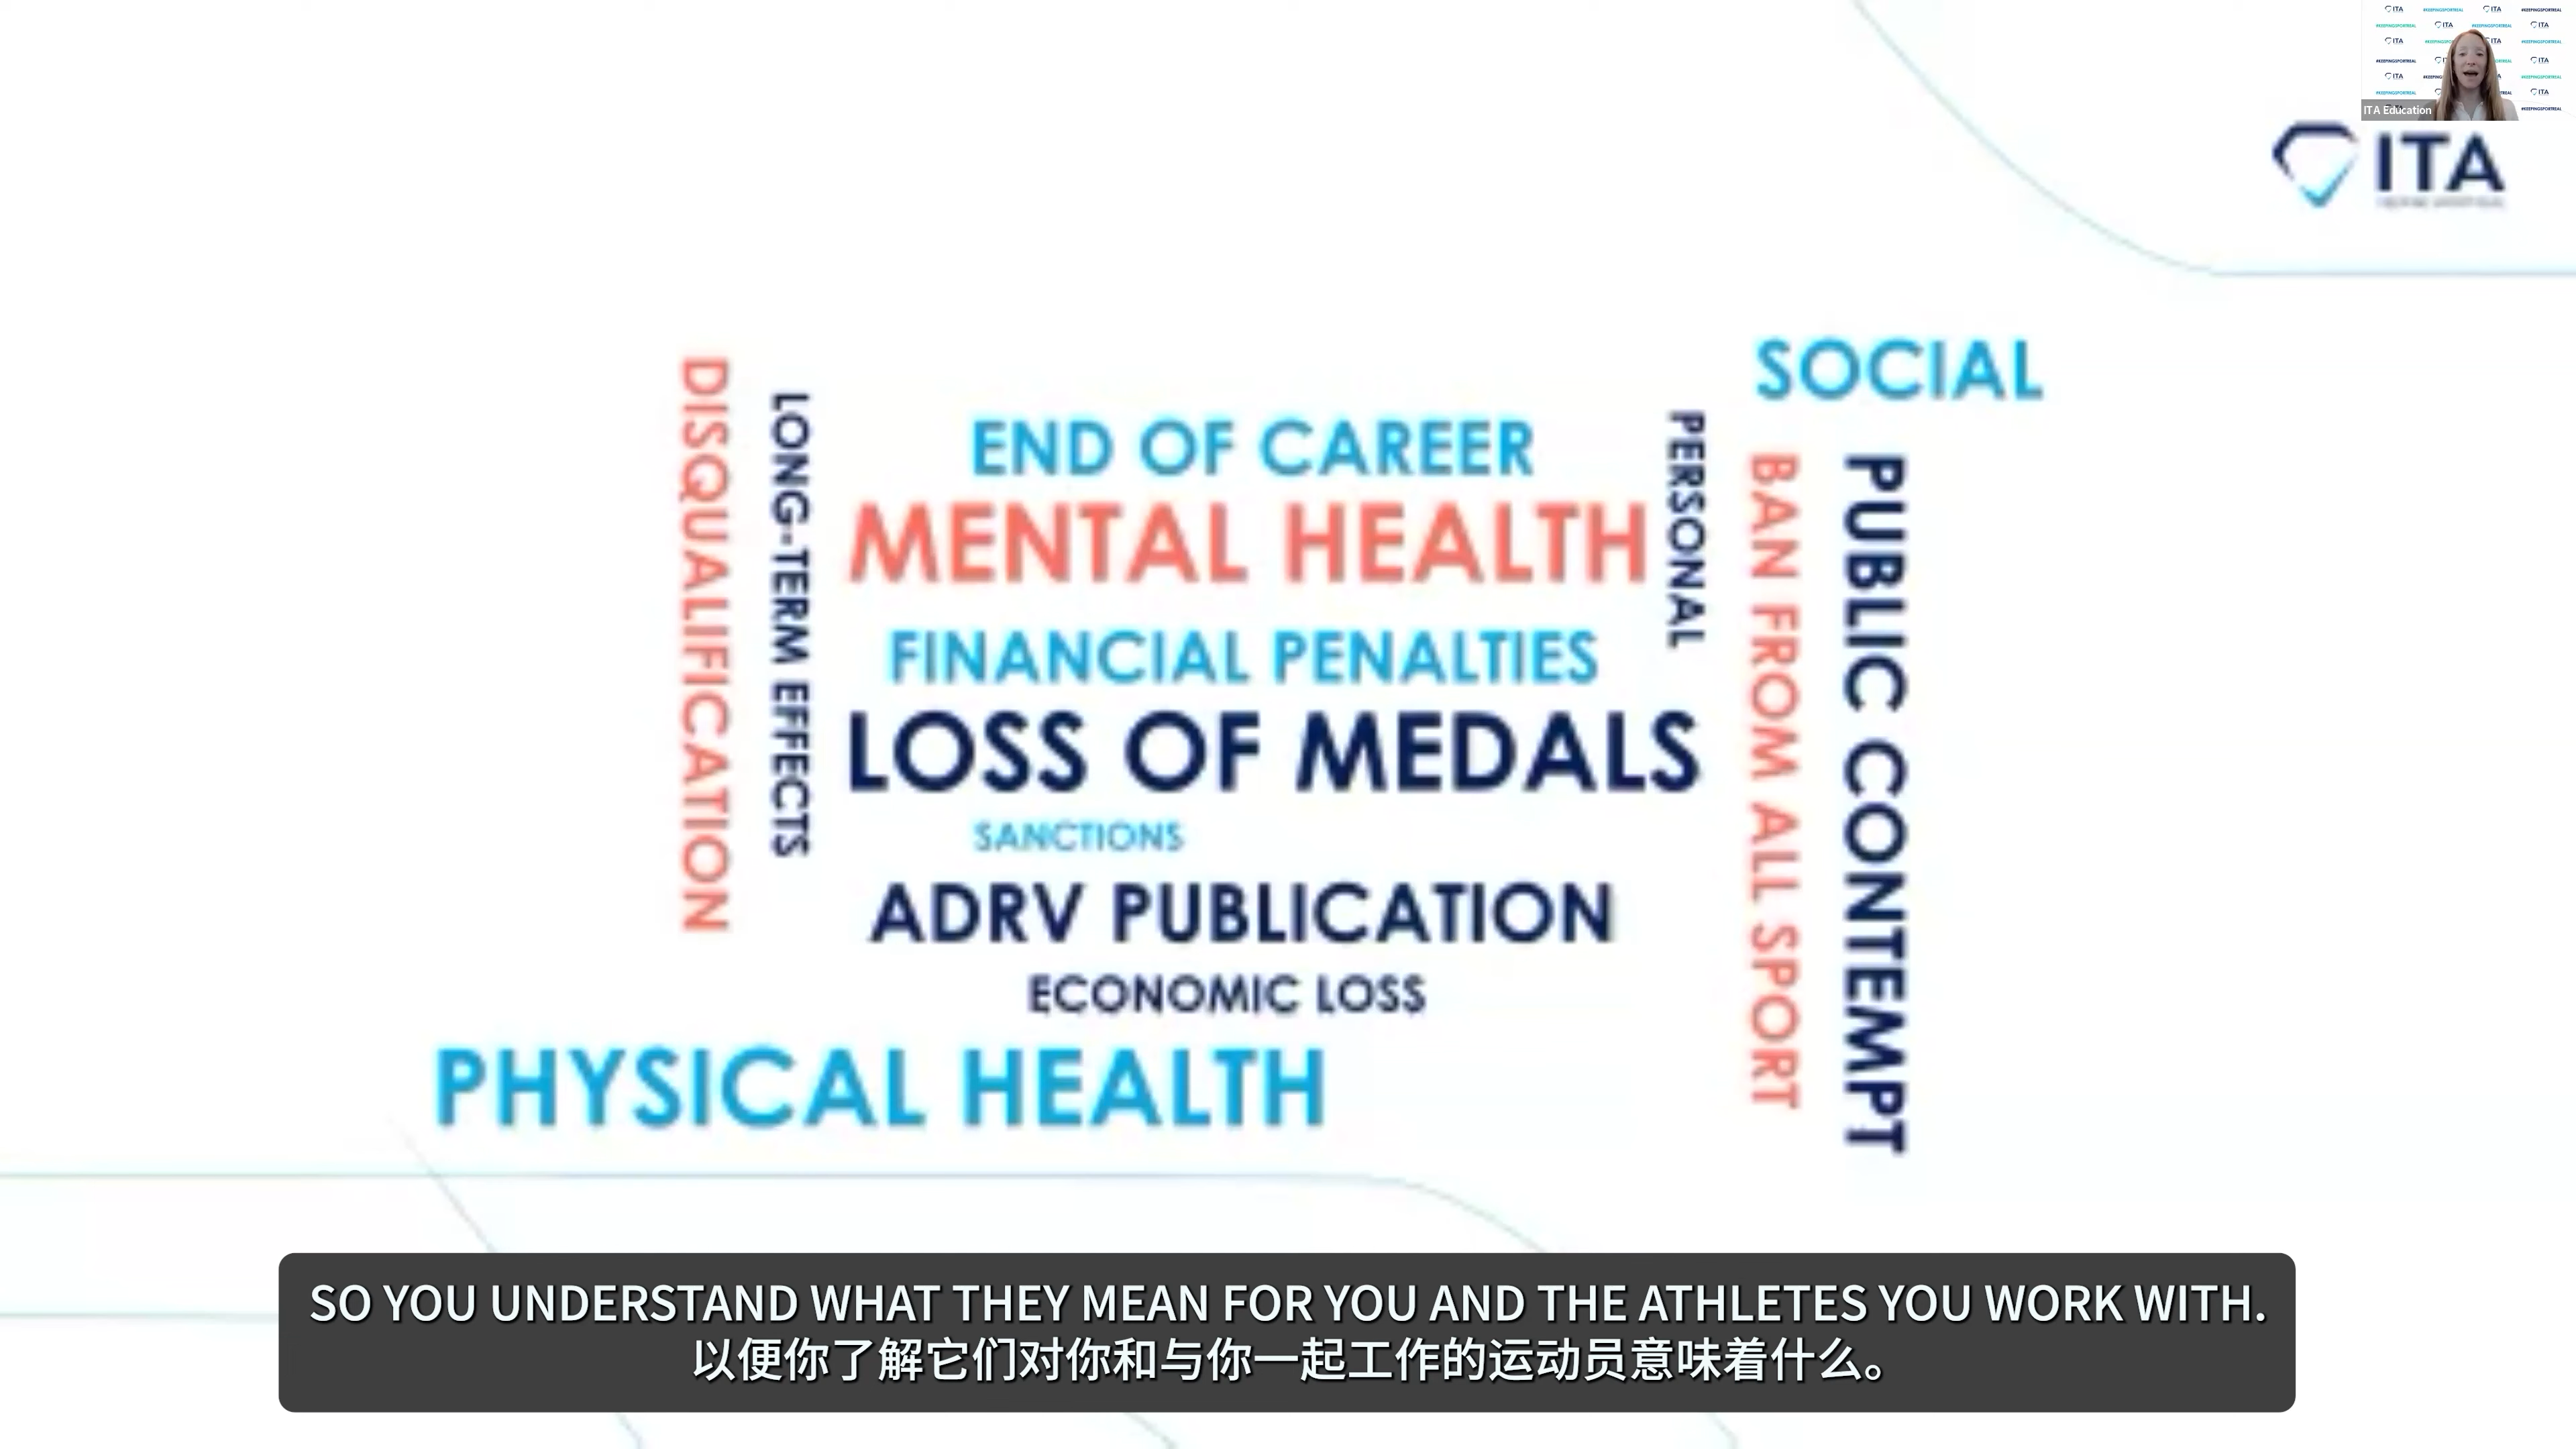 ITA
#KEEPINGSPORTREAL
ITA Education
ITA
SOCIAL
DISQUALIFICATION
LONG-TERM EFFECTS
END OF CAREER
MENTAL HEALTH
FINANCIAL PENALTIES
LOSS OF MEDALS
SANCTIONS
ADRV PUBLICATION
ECONOMIC LOSS
PHYSICAL HEALTH
PERSONAL
BAN FROM ALL SPORT
PUBLIC CONTEMPT
SO YOU UNDERSTAND WHAT THEY MEAN FOR YOU AND THE ATHLETES YOU WORK WITH.
以便你了解它们对你和与你一起工作的运动员意味着什么。